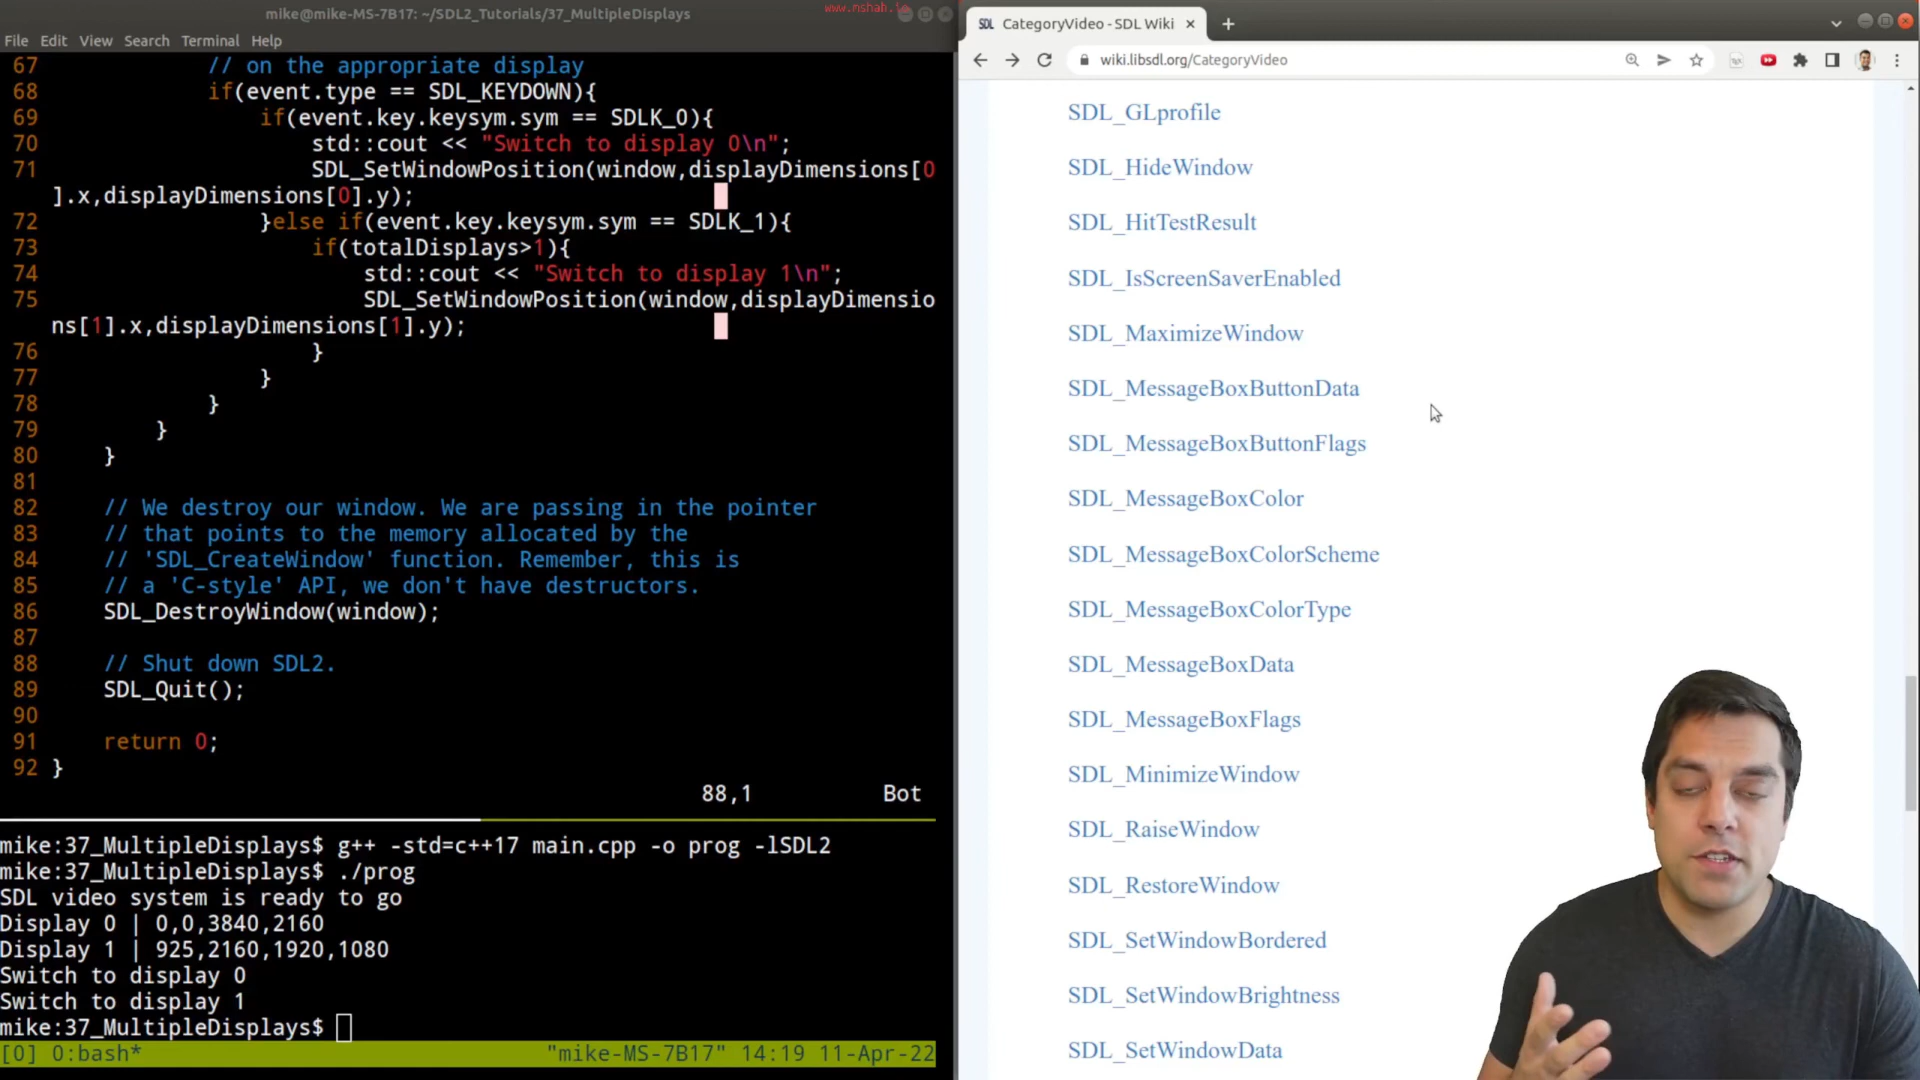 mike@mike-MS-7B17: ~/SDL2_Tutorials/37_MultipleDisplays
www.mshah.i
File Edit View Search Terminal Help
67 // on the appropriate display
68 if(event.type == SDL_KEYDOWN){
69 if(event.key.keysym.sym == SDLK_0){
70 std::cout << "Switch to display 0\n";
71 SDL_SetWindowPosition(window,displayDimensions[0
].x,displayDimensions[0].y);
72 }else if(event.key.keysym.sym == SDLK_1){
73 if(totalDisplays>1){
74 std::cout << "Switch to display 1\n";
75 SDL_SetWindowPosition(window,displayDimensio
ns[1].x,displayDimensions[1].y);
76 }
77 }
78 }
79 }
80 }
81
82 // We destroy our window. We are passing in the pointer
83 // that points to the memory allocated by the
84 // 'SDL_CreateWindow' function. Remember, this is
85 // a 'C-style' API, we don't have destructors.
86 SDL_DestroyWindow(window);
87
88 // Shut down SDL2.
89 SDL_Quit();
90
91 return 0;
92 }
88,1 Bot
mike:37_MultipleDisplays$ g++ -std=c++17 main.cpp -o prog -lSDL2
mike:37_MultipleDisplays$ ./prog
SDL video system is ready to go
Display 0 | 0,0,3840,2160
Display 1 | 925,2160,1920,1080
Switch to display 0
Switch to display 1
mike:37_MultipleDisplays$
[0] 0:bash* "mike-MS-7B17" 14:19 11-Apr-22
SDL CategoryVideo - SDL Wiki
wiki.libsdl.org/CategoryVideo
SDL_GLprofile
SDL_HideWindow
SDL_HitTestResult
SDL_IsScreenSaverEnabled
SDL_MaximizeWindow
SDL_MessageBoxButtonData
SDL_MessageBoxButtonFlags
SDL_MessageBoxColor
SDL_MessageBoxColorScheme
SDL_MessageBoxColorType
SDL_MessageBoxData
SDL_MessageBoxFlags
SDL_MinimizeWindow
SDL_RaiseWindow
SDL_RestoreWindow
SDL_SetWindowBordered
SDL_SetWindowBrightness
SDL_SetWindowData